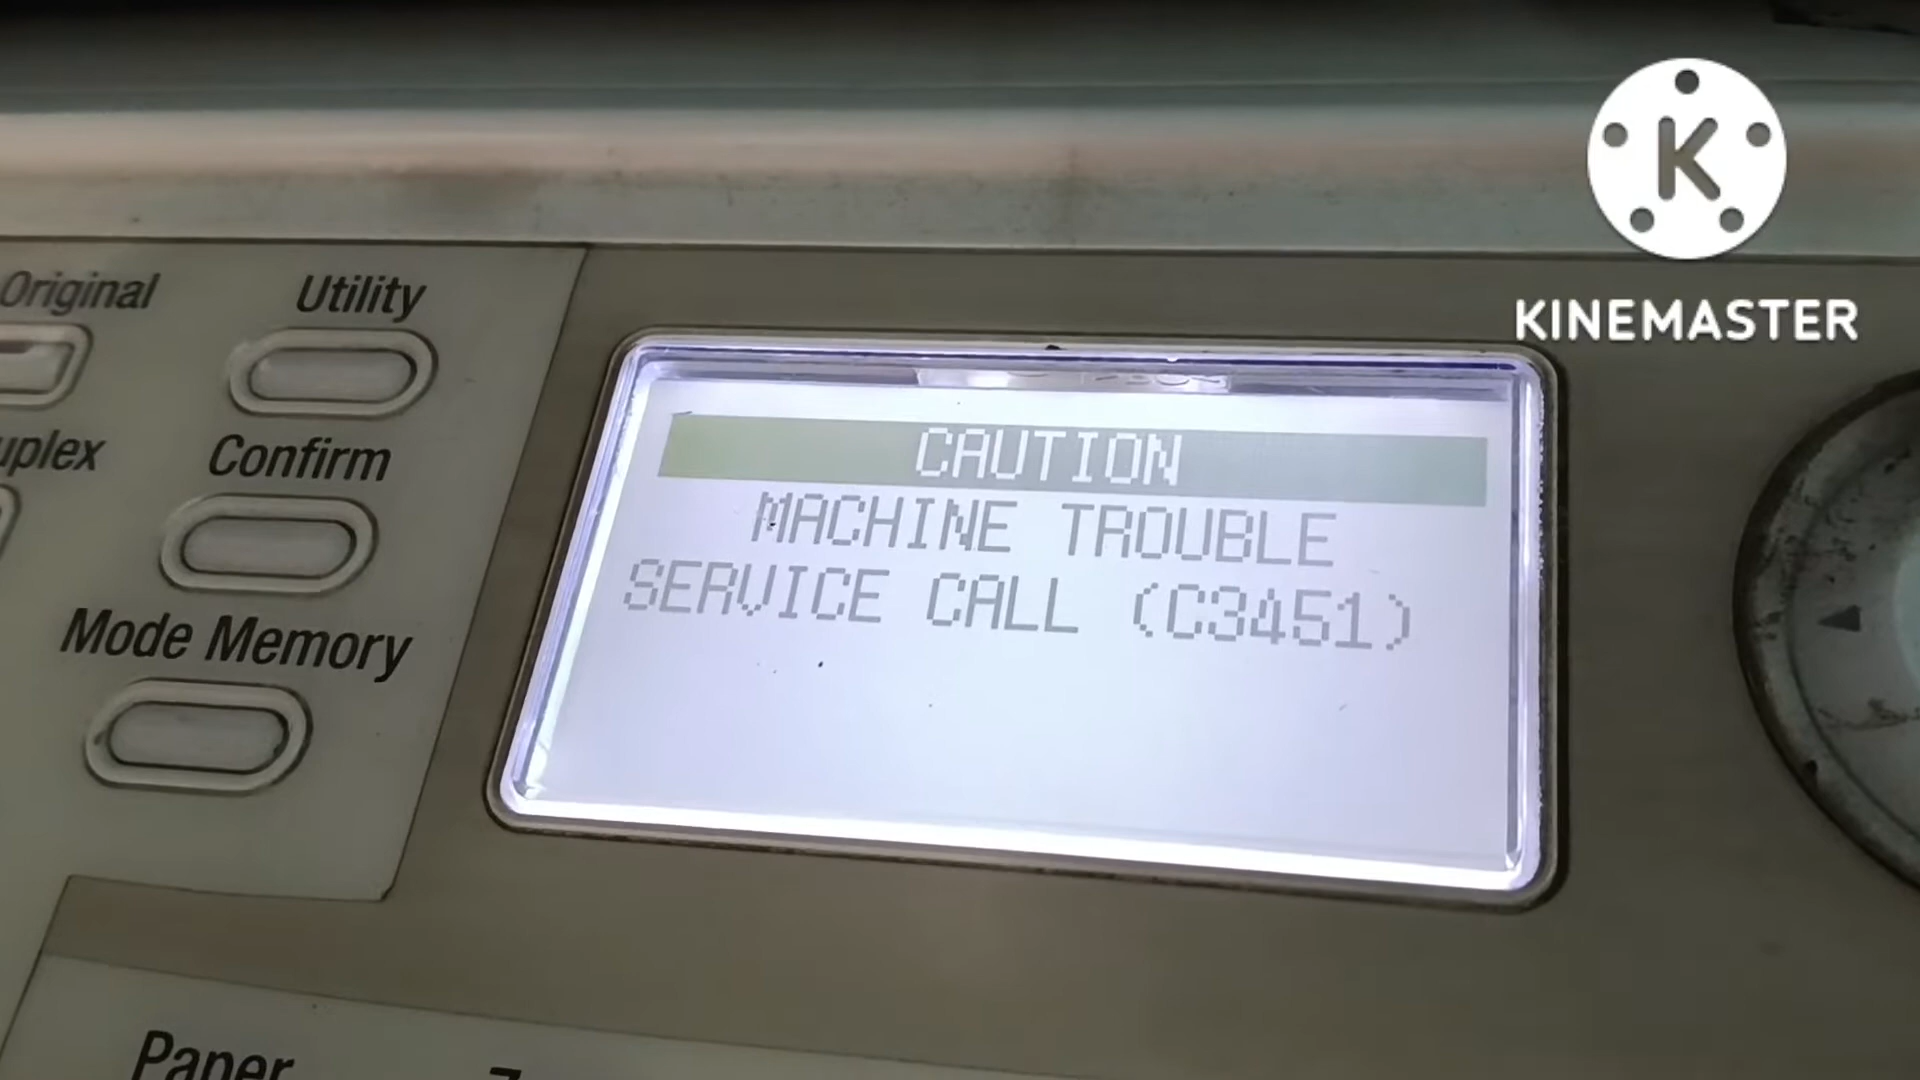 K
KINEMASTER
Original
Utility
uplex
Confirm
Mode Memory
CAUTION
MACHINE TROUBLE
SERVICE CALL (C3451)
Paper